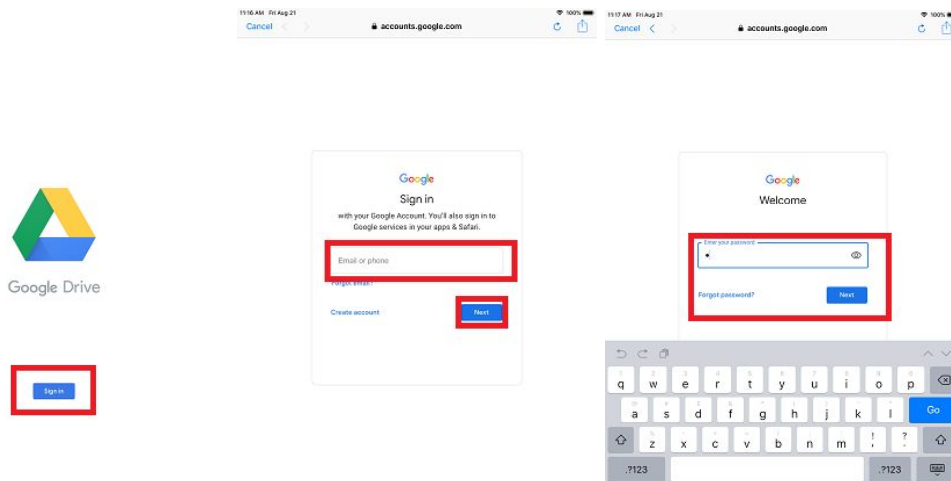 Google Drive
Sign in
11:16 AM Fri Aug 21
100%
Cancel
accounts.google.com
Google
Sign in
with your Google Account. You'll also sign in to
Google services in your apps & Safari.
Email or phone
Forgot email?
Create account
Next
11:17 AM Fri Aug 21
100%
Cancel
accounts.google.com
Google
Welcome
Enter your password
Forgot password?
Next
q w e r t y u i o p
a s d f g h j k l Go
z x c v b n m ! , ? .
.?123 .?123